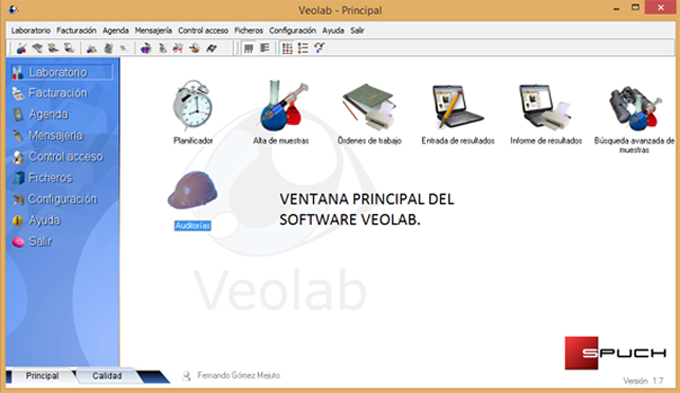 Veolab - Principal
Laboratorio Facturación Agenda Mensajería Control acceso Ficheros Configuración Ayuda Salir
Laboratorio
Facturación
Agenda
Mensajería
Control acceso
Ficheros
Configuración
Ayuda
Salir
Planificador
Alta de muestras
Órdenes de trabajo
Entrada de resultados
Informe de resultados
Búsqueda avanzada de
muestras
Auditorías
VENTANA PRINCIPAL DEL
SOFTWARE VEOLAB.
Veolab
SPUCH
Principal
Calidad
Fernando Gómez Mejuto
Versión 1.7